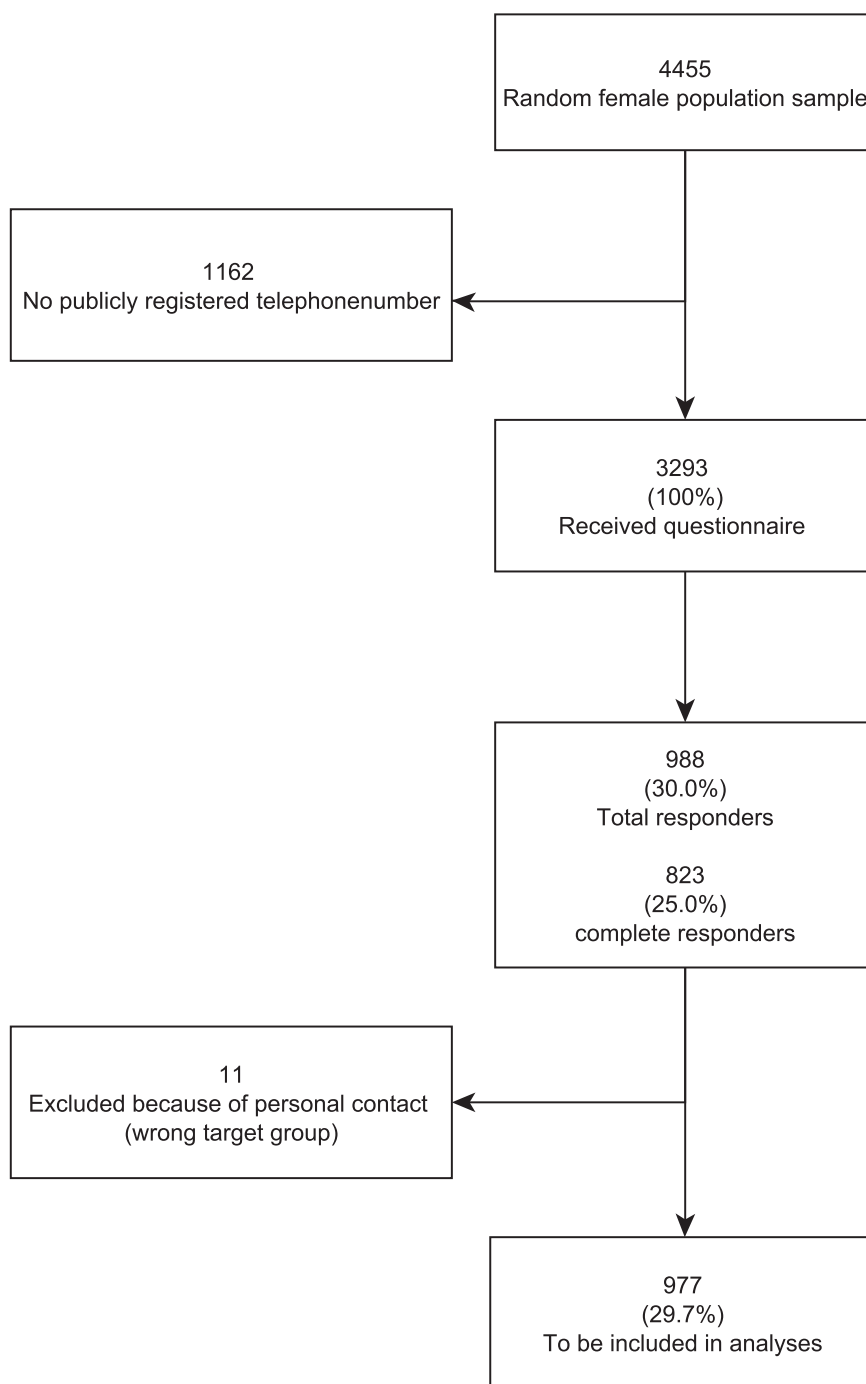 4455
Random female population sample
1162
No publicly registered telephonenumber
3293
(100%)
Received questionnaire
988
(30.0%)
Total responders
823
(25.0%)
complete responders
11
Excluded because of personal contact
(wrong target group)
977
(29.7%)
To be included in analyses